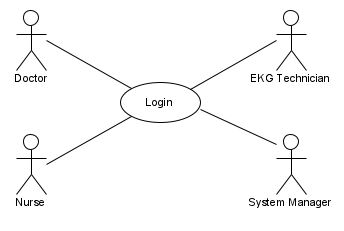 Doctor
EKG Technician
Login
Nurse
System Manager